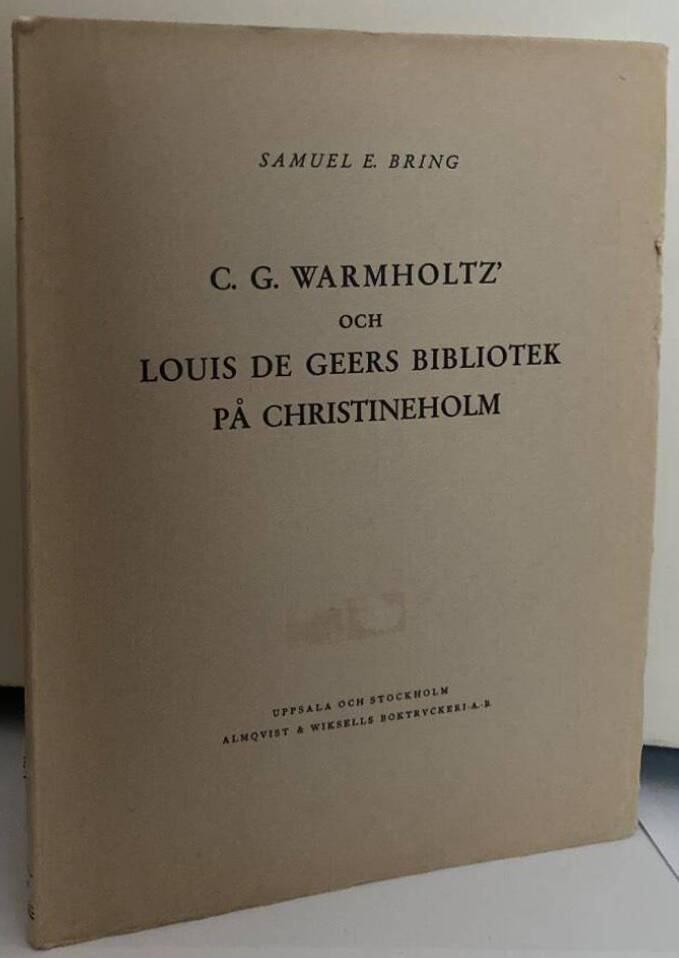 SAMUEL E. BRING
C. G. WARMHOLTZ'
OCH
LOUIS DE GEERS BIBLIOTEK
PÅ CHRISTINEHOLM
UPPSALA OCH STOCKHOLM
ALMQVIST & WIKSELLS BOKTRYCKERI-A.-B